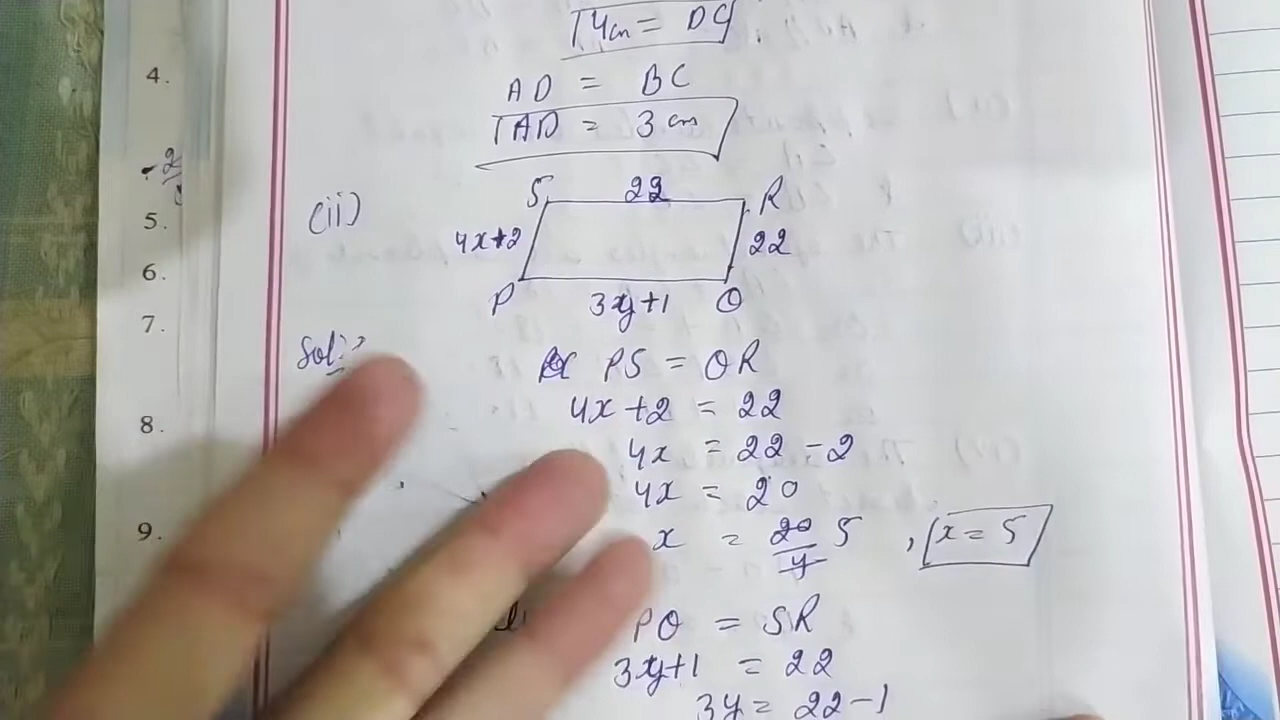 4cm = DC
AD = BC
AD = 3 cm
4.
(ii)
S 22 R
4x+2 22
5.
6.
P 3y+1 Q
7.
Sol:
PS = QR
4x+2 = 22
8.
4x = 22 - 2
4x = 20
9.
x = 20/4 5 , x = 5
PQ = SR
3y+1 = 22
3y = 22 - 1